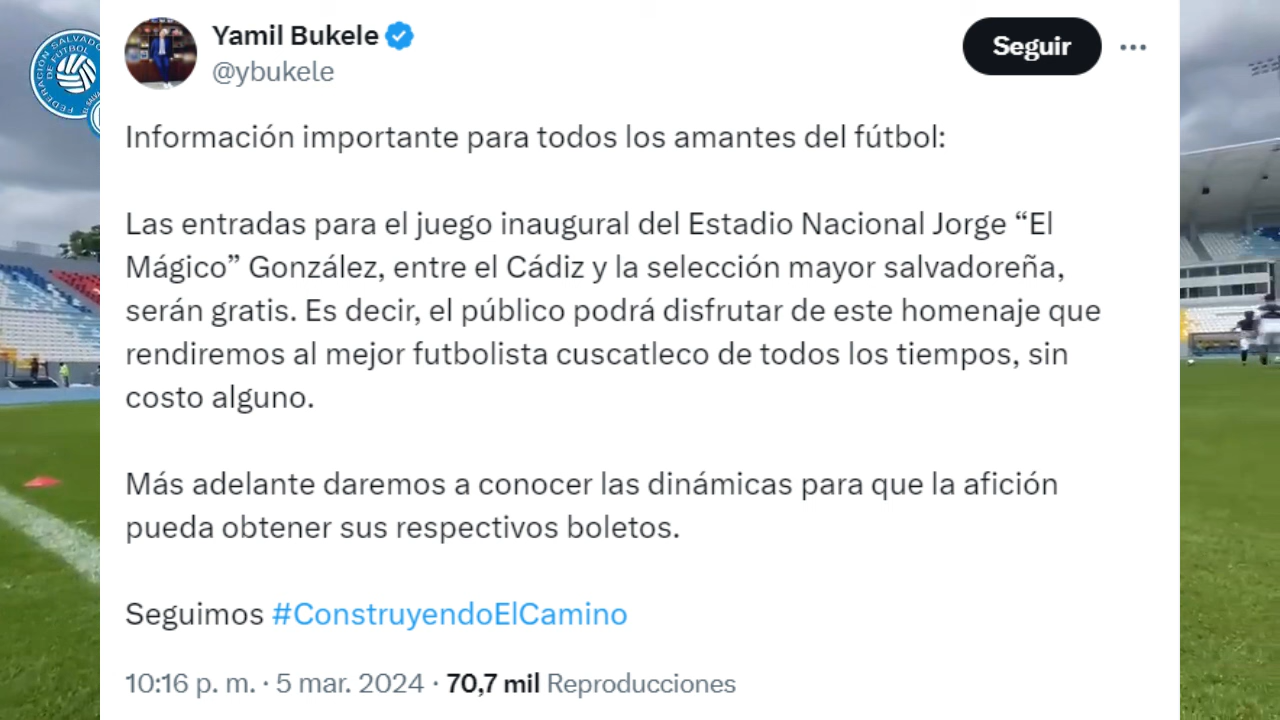 FEDERACIÓN SALVADO
DE FÚTBOL
Yamil Bukele
@ybukele
Seguir
Información importante para todos los amantes del fútbol:
Las entradas para el juego inaugural del Estadio Nacional Jorge “El
Mágico” González, entre el Cádiz y la selección mayor salvadoreña,
serán gratis. Es decir, el público podrá disfrutar de este homenaje que
rendiremos al mejor futbolista cuscatleco de todos los tiempos, sin
costo alguno.
Más adelante daremos a conocer las dinámicas para que la afición
pueda obtener sus respectivos boletos.
Seguimos #ConstruyendoElCamino
10:16 p. m. · 5 mar. 2024 · 70,7 mil Reproducciones